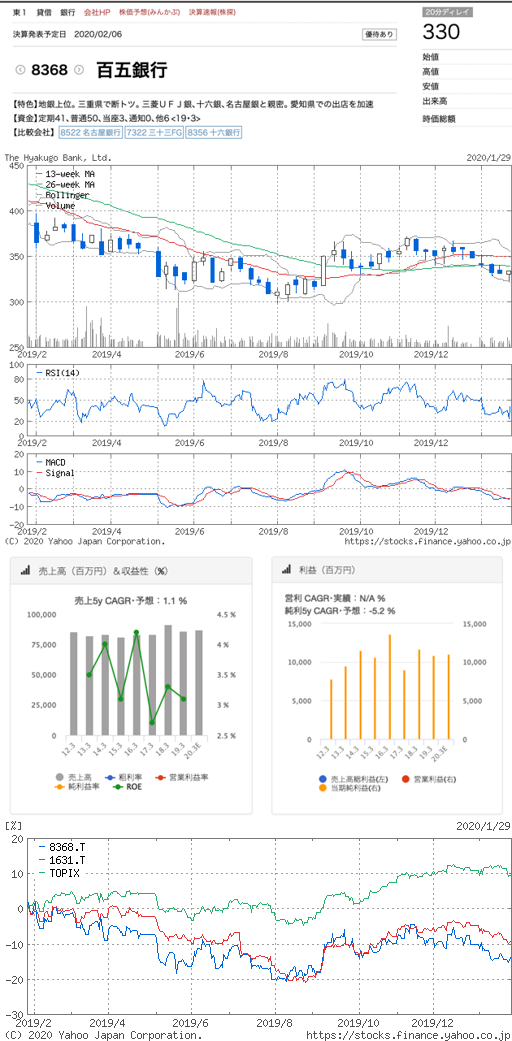 東1 貸借 銀行 会社HP 株価予想(みんかぶ) 決算速報(株探)
20分ディレイ
330
決算発表予定日 2020/02/06
優待あり
8368 百五銀行
始値
高値
安値
出来高
時価総額
【特色】地銀上位。三重県で断トツ。三菱UFJ銀、十六銀、名古屋銀と親密。愛知県での出店を加速
【資金】定期41、普通50、当座3、通知0、他6<19・3>
【比較会社】 8522 名古屋銀行 7322 三十三FG 8356 十六銀行
The Hyakugo Bank, Ltd. 2020/1/29
450
400
350
300
250
13-week MA
26-week MA
Bollinger
Volume
2019/2 2019/4 2019/6 2019/8 2019/10 2019/12
100
80
50
20
0
RSI(14)
2019/2 2019/4 2019/6 2019/8 2019/10 2019/12
20
10
0
-10
-20
MACD
Signal
2019/2 2019/4 2019/6 2019/8 2019/10 2019/12
(C) 2020 Yahoo Japan Corporation. https://stocks.finance.yahoo.co.jp
売上高（百万円）＆収益性（%）
売上5y CAGR・予想：1.1 %
100,000
75,000
50,000
25,000
0
4.5 %
4 %
3.5 %
3 %
2.5 %
12.3 13.3 14.3 15.3 16.3 17.3 18.3 19.3 20.3E
売上高 粗利率 営業利益率
純利益率 ROE
利益（百万円）
営利 CAGR・実績：N/A %
純利5y CAGR・予想：-5.2 %
15,000
10,000
5,000
0
15,000
10,000
5,000
0
12.3 13.3 14.3 15.3 16.3 17.3 18.3 19.3 20.3E
売上高総利益(左) 営業利益(右)
当期純利益(右)
[%] 2020/1/29
20
10
0
-10
-20
-30
8368.T
1631.T
TOPIX
2019/2 2019/4 2019/6 2019/8 2019/10 2019/12
(C) 2020 Yahoo Japan Corporation. https://stocks.finance.yahoo.co.jp